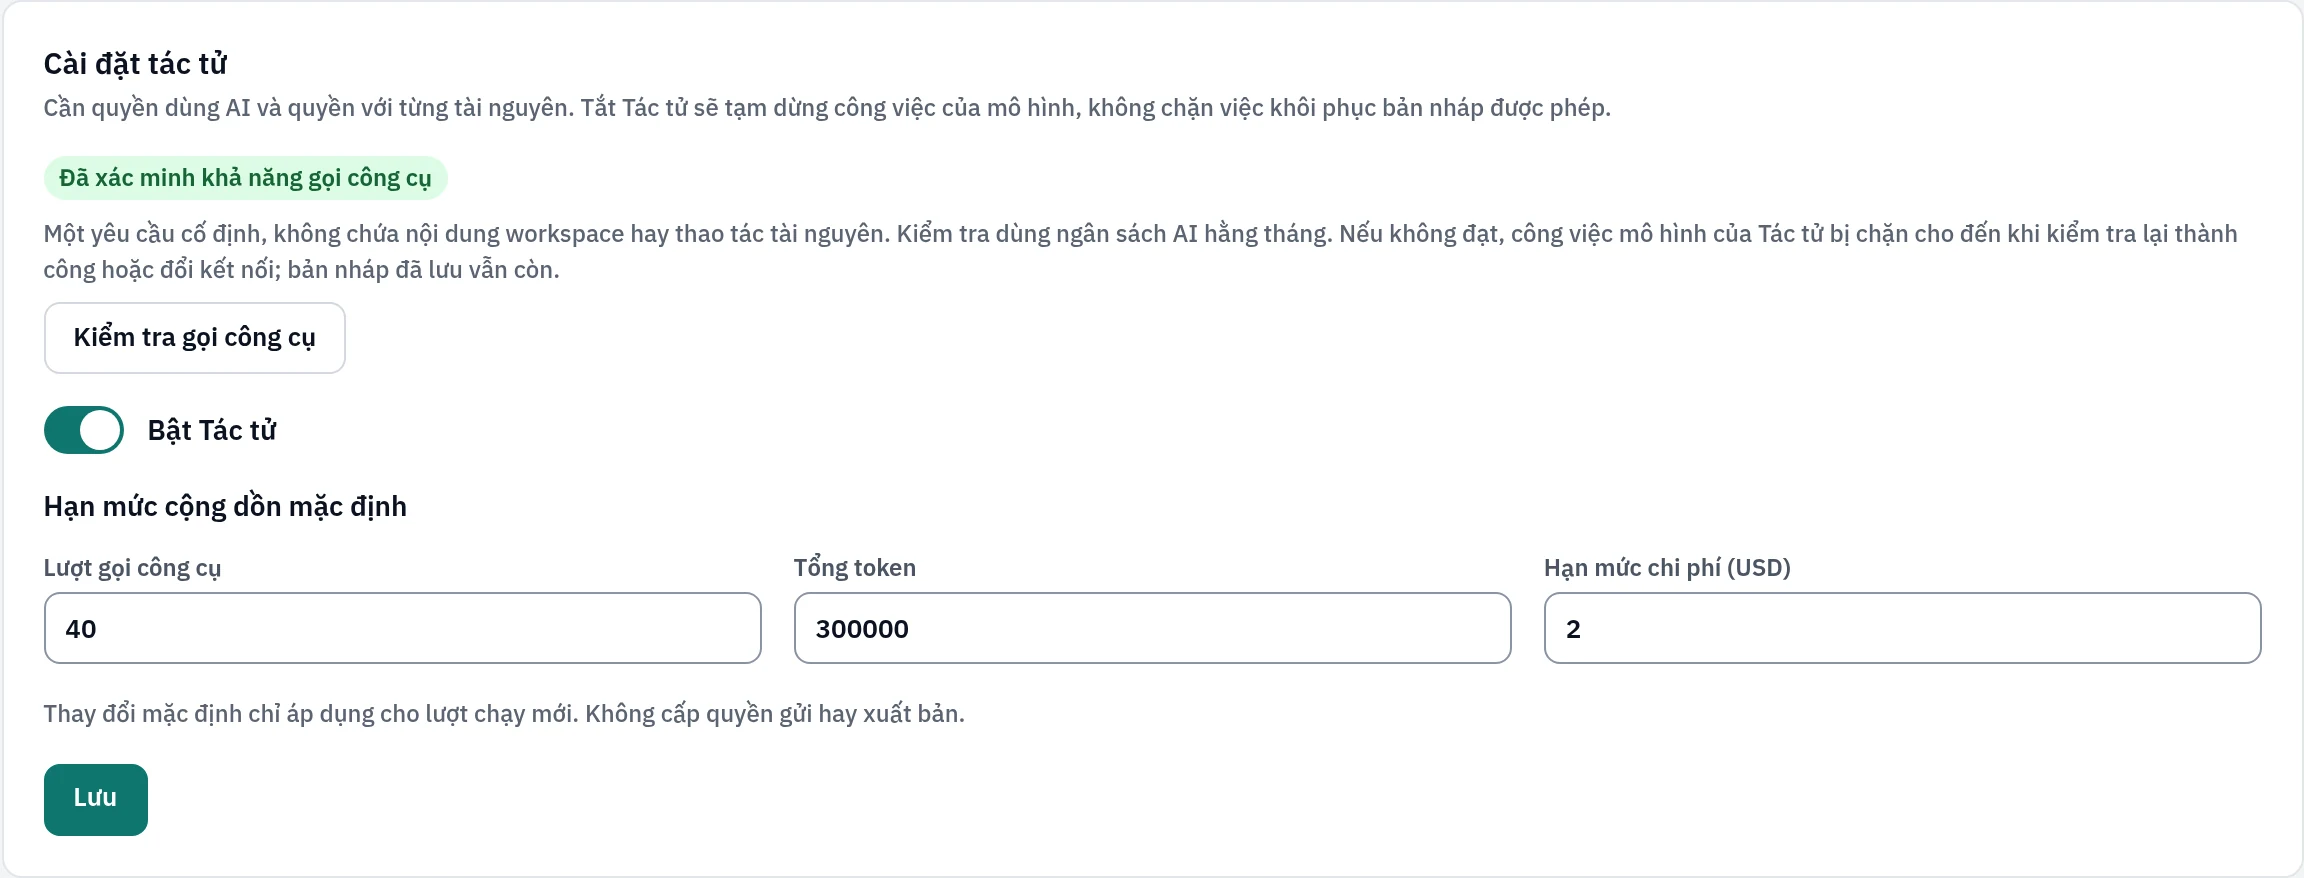 Cài đặt tác tử
Cần quyền dùng AI và quyền với từng tài nguyên. Tắt Tác tử sẽ tạm dừng công việc của mô hình, không chặn việc khôi phục bản nháp được phép.
Đã xác minh khả năng gọi công cụ
Một yêu cầu cố định, không chứa nội dung workspace hay thao tác tài nguyên. Kiểm tra dùng ngân sách AI hằng tháng. Nếu không đạt, công việc mô hình của Tác tử bị chặn cho đến khi kiểm tra lại thành
công hoặc đổi kết nối; bản nháp đã lưu vẫn còn.
Kiểm tra gọi công cụ
Bật Tác tử
Hạn mức cộng dồn mặc định
Lượt gọi công cụ
Tổng token
Hạn mức chi phí (USD)
40
300000
2
Thay đổi mặc định chỉ áp dụng cho lượt chạy mới. Không cấp quyền gửi hay xuất bản.
Lưu